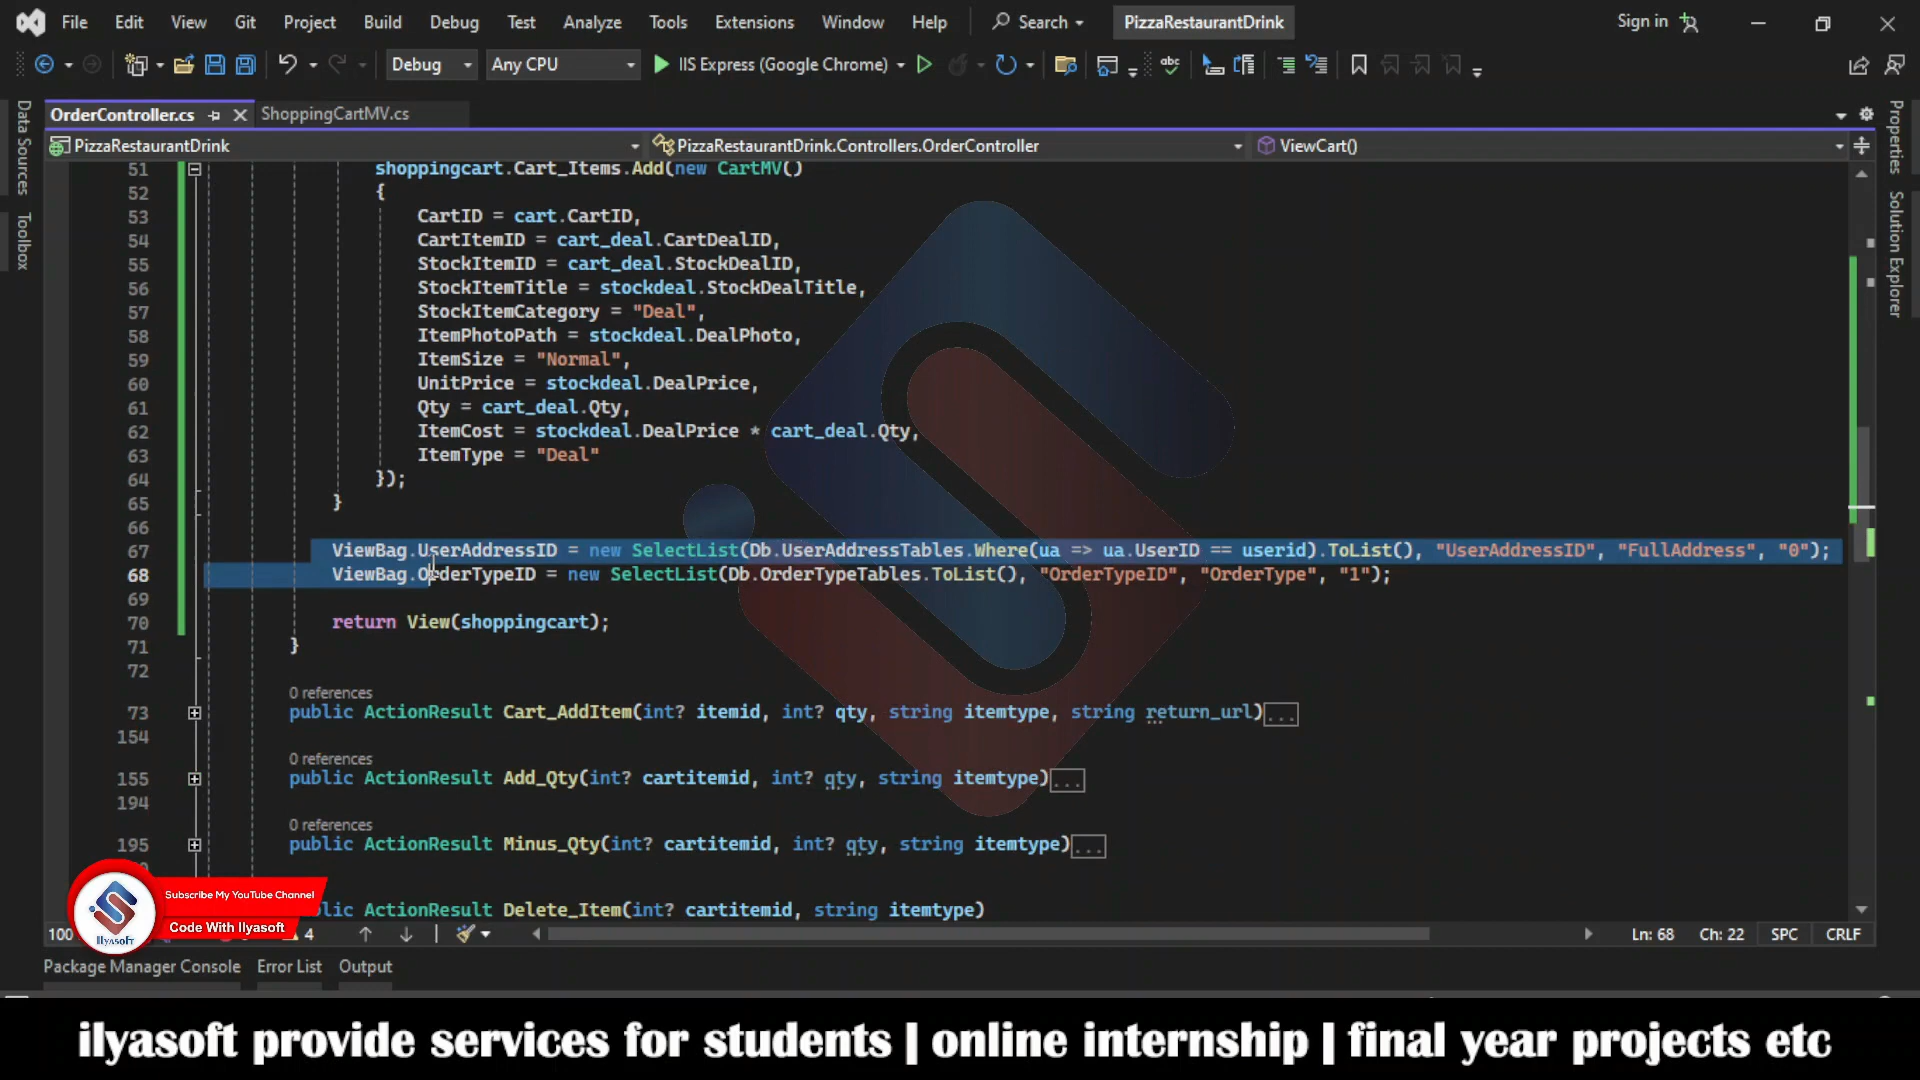 File Edit View Git Project Build Debug Test Analyze Tools Extensions Window Help Search PizzaRestaurantDrink Sign in
Debug Any CPU IIS Express (Google Chrome)
OrderController.cs ShoppingCartMV.cs
PizzaRestaurantDrink PizzaRestaurantDrink.Controllers.OrderController ViewCart()
Data Sources
Toolbox
Properties
Solution Explorer
51 shoppingcart.Cart_Items.Add(new CartMV()
52 {
53 CartID = cart.CartID,
54 CartItemID = cart_deal.CartDealID,
55 StockItemID = cart_deal.StockDealID,
56 StockItemTitle = stockdeal.StockDealTitle,
57 StockItemCategory = "Deal",
58 ItemPhotoPath = stockdeal.DealPhoto,
59 ItemSize = "Normal",
60 UnitPrice = stockdeal.DealPrice,
61 Qty = cart_deal.Qty,
62 ItemCost = stockdeal.DealPrice * cart_deal.Qty,
63 ItemType = "Deal"
64 });
65 }
66
67 ViewBag.UserAddressID = new SelectList(Db.UserAddressTables.Where(ua => ua.UserID == userid).ToList(), "UserAddressID", "FullAddress", "0");
68 ViewBag.OrderTypeID = new SelectList(Db.OrderTypeTables.ToList(), "OrderTypeID", "OrderType", "1");
69
70 return View(shoppingcart);
71 }
72
0 references
73 public ActionResult Cart_AddItem(int? itemid, int? qty, string itemtype, string return_url)...
154
0 references
155 public ActionResult Add_Qty(int? cartitemid, int? qty, string itemtype)...
194
0 references
195 public ActionResult Minus_Qty(int? cartitemid, int? qty, string itemtype)...
ActionResult Delete_Item(int? cartitemid, string itemtype)
Subscribe My YouTube Channel
Code With Ilyasoft
Ilyasoft
100 4 Ln: 68 Ch: 22 SPC CRLF
Package Manager Console Error List Output
ilyasoft provide services for students | online internship | final year projects etc